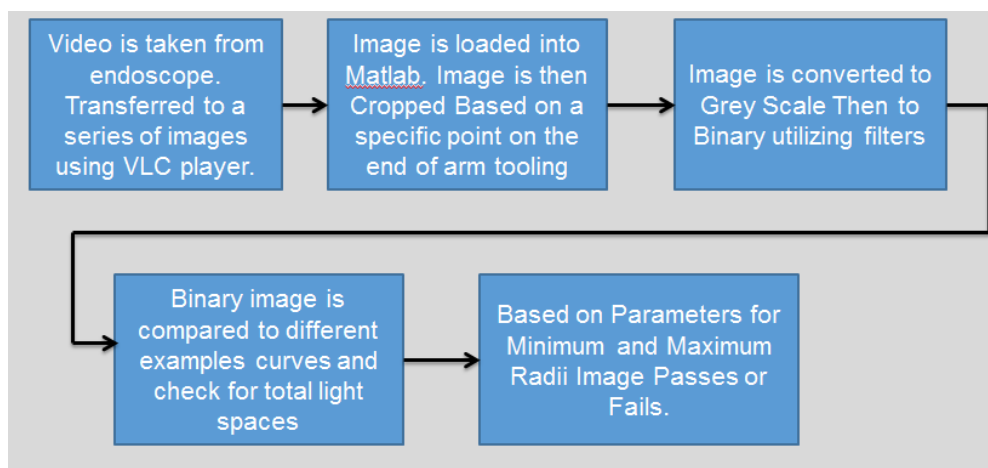 Video is taken from
endoscope.
Transferred to a
series of images
using VLC player.
Image is loaded into
Matlab. Image is then
Cropped Based on a
specific point on the
end of arm tooling
Image is converted to
Grey Scale Then to
Binary utilizing filters
Binary image is
compared to different
examples curves and
check for total light
spaces
Based on Parameters for
Minimum and Maximum
Radii Image Passes or
Fails.